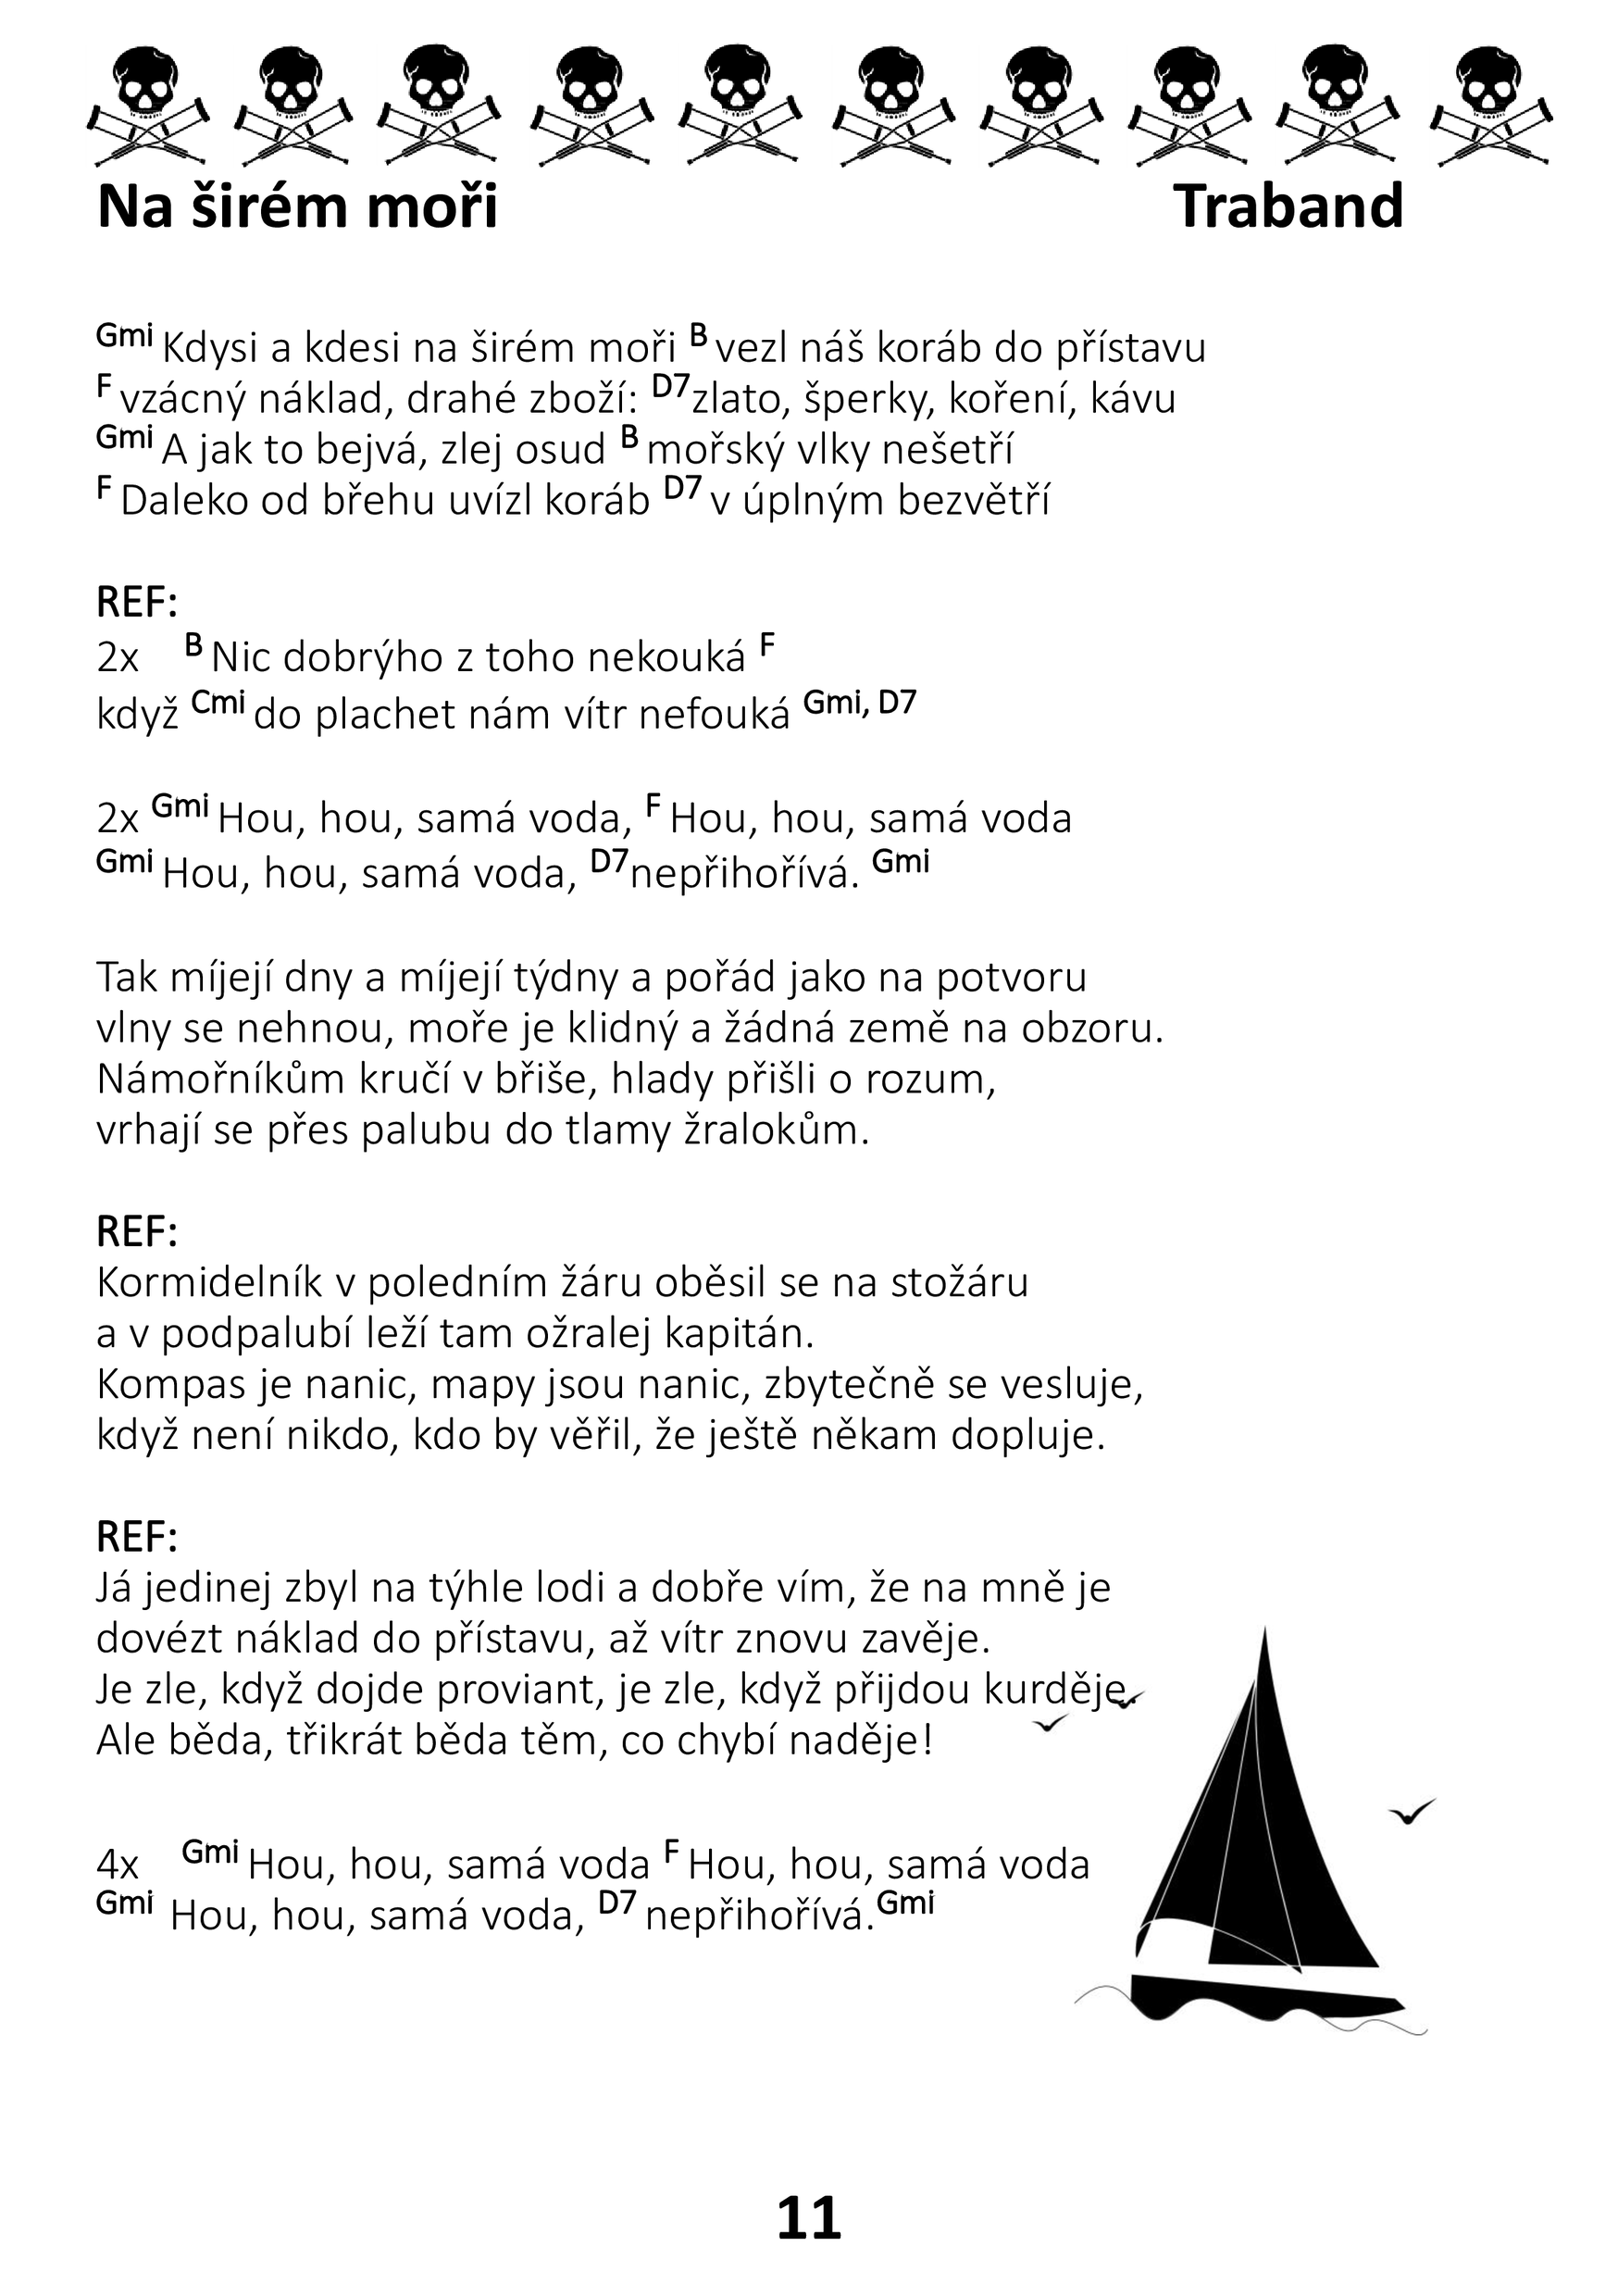 Na širém moři Traband
Gmi Kdysi a kdesi na širém moři B vezl náš koráb do přístavu
F vzácný náklad, drahé zboží: D7zlato, šperky, koření, kávu
Gmi A jak to bejvá, zlej osud B mořský vlky nešetří
F Daleko od břehu uvízl koráb D7 v úplným bezvětří
REF:
2x B Nic dobrýho z toho nekouká F
když Cmi do plachet nám vítr nefouká Gmi, D7
2x Gmi Hou, hou, samá voda, F Hou, hou, samá voda
Gmi Hou, hou, samá voda, D7nepřihořívá. Gmi
Tak míjejí dny a míjejí týdny a pořád jako na potvoru
vlny se nehnou, moře je klidný a žádná země na obzoru.
Námořníkům kručí v břiše, hlady přišli o rozum,
vrhají se přes palubu do tlamy žralokům.
REF:
Kormidelník v poledním žáru oběsil se na stožáru
a v podpalubí leží tam ožralej kapitán.
Kompas je nanic, mapy jsou nanic, zbytečně se vesluje,
když není nikdo, kdo by věřil, že ještě někam dopluje.
REF:
Já jedinej zbyl na týhle lodi a dobře vím, že na mně je
dovézt náklad do přístavu, až vítr znovu zavěje.
Je zle, když dojde proviant, je zle, když přijdou kurděje.
Ale běda, třikrát běda těm, co chybí naděje!
4x Gmi Hou, hou, samá voda F Hou, hou, samá voda
Gmi Hou, hou, samá voda, D7 nepřihořívá.Gmi
11